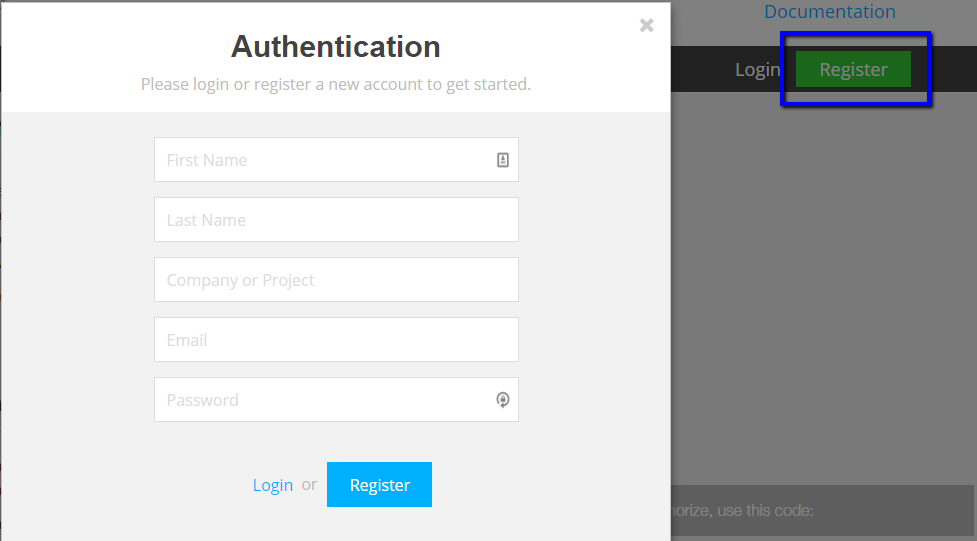 Documentation
Login
Register
Authentication
Please login or register a new account to get started.
First Name
Last Name
Company or Project
Email
Password
Login or Register
use this code: